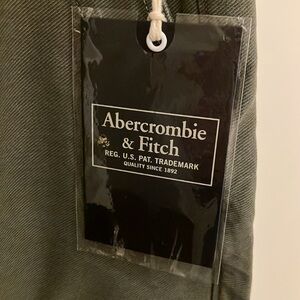 Abercrombie
& Fitch
REG. U.S. PAT. TRADEMARK
QUALITY SINCE 1892